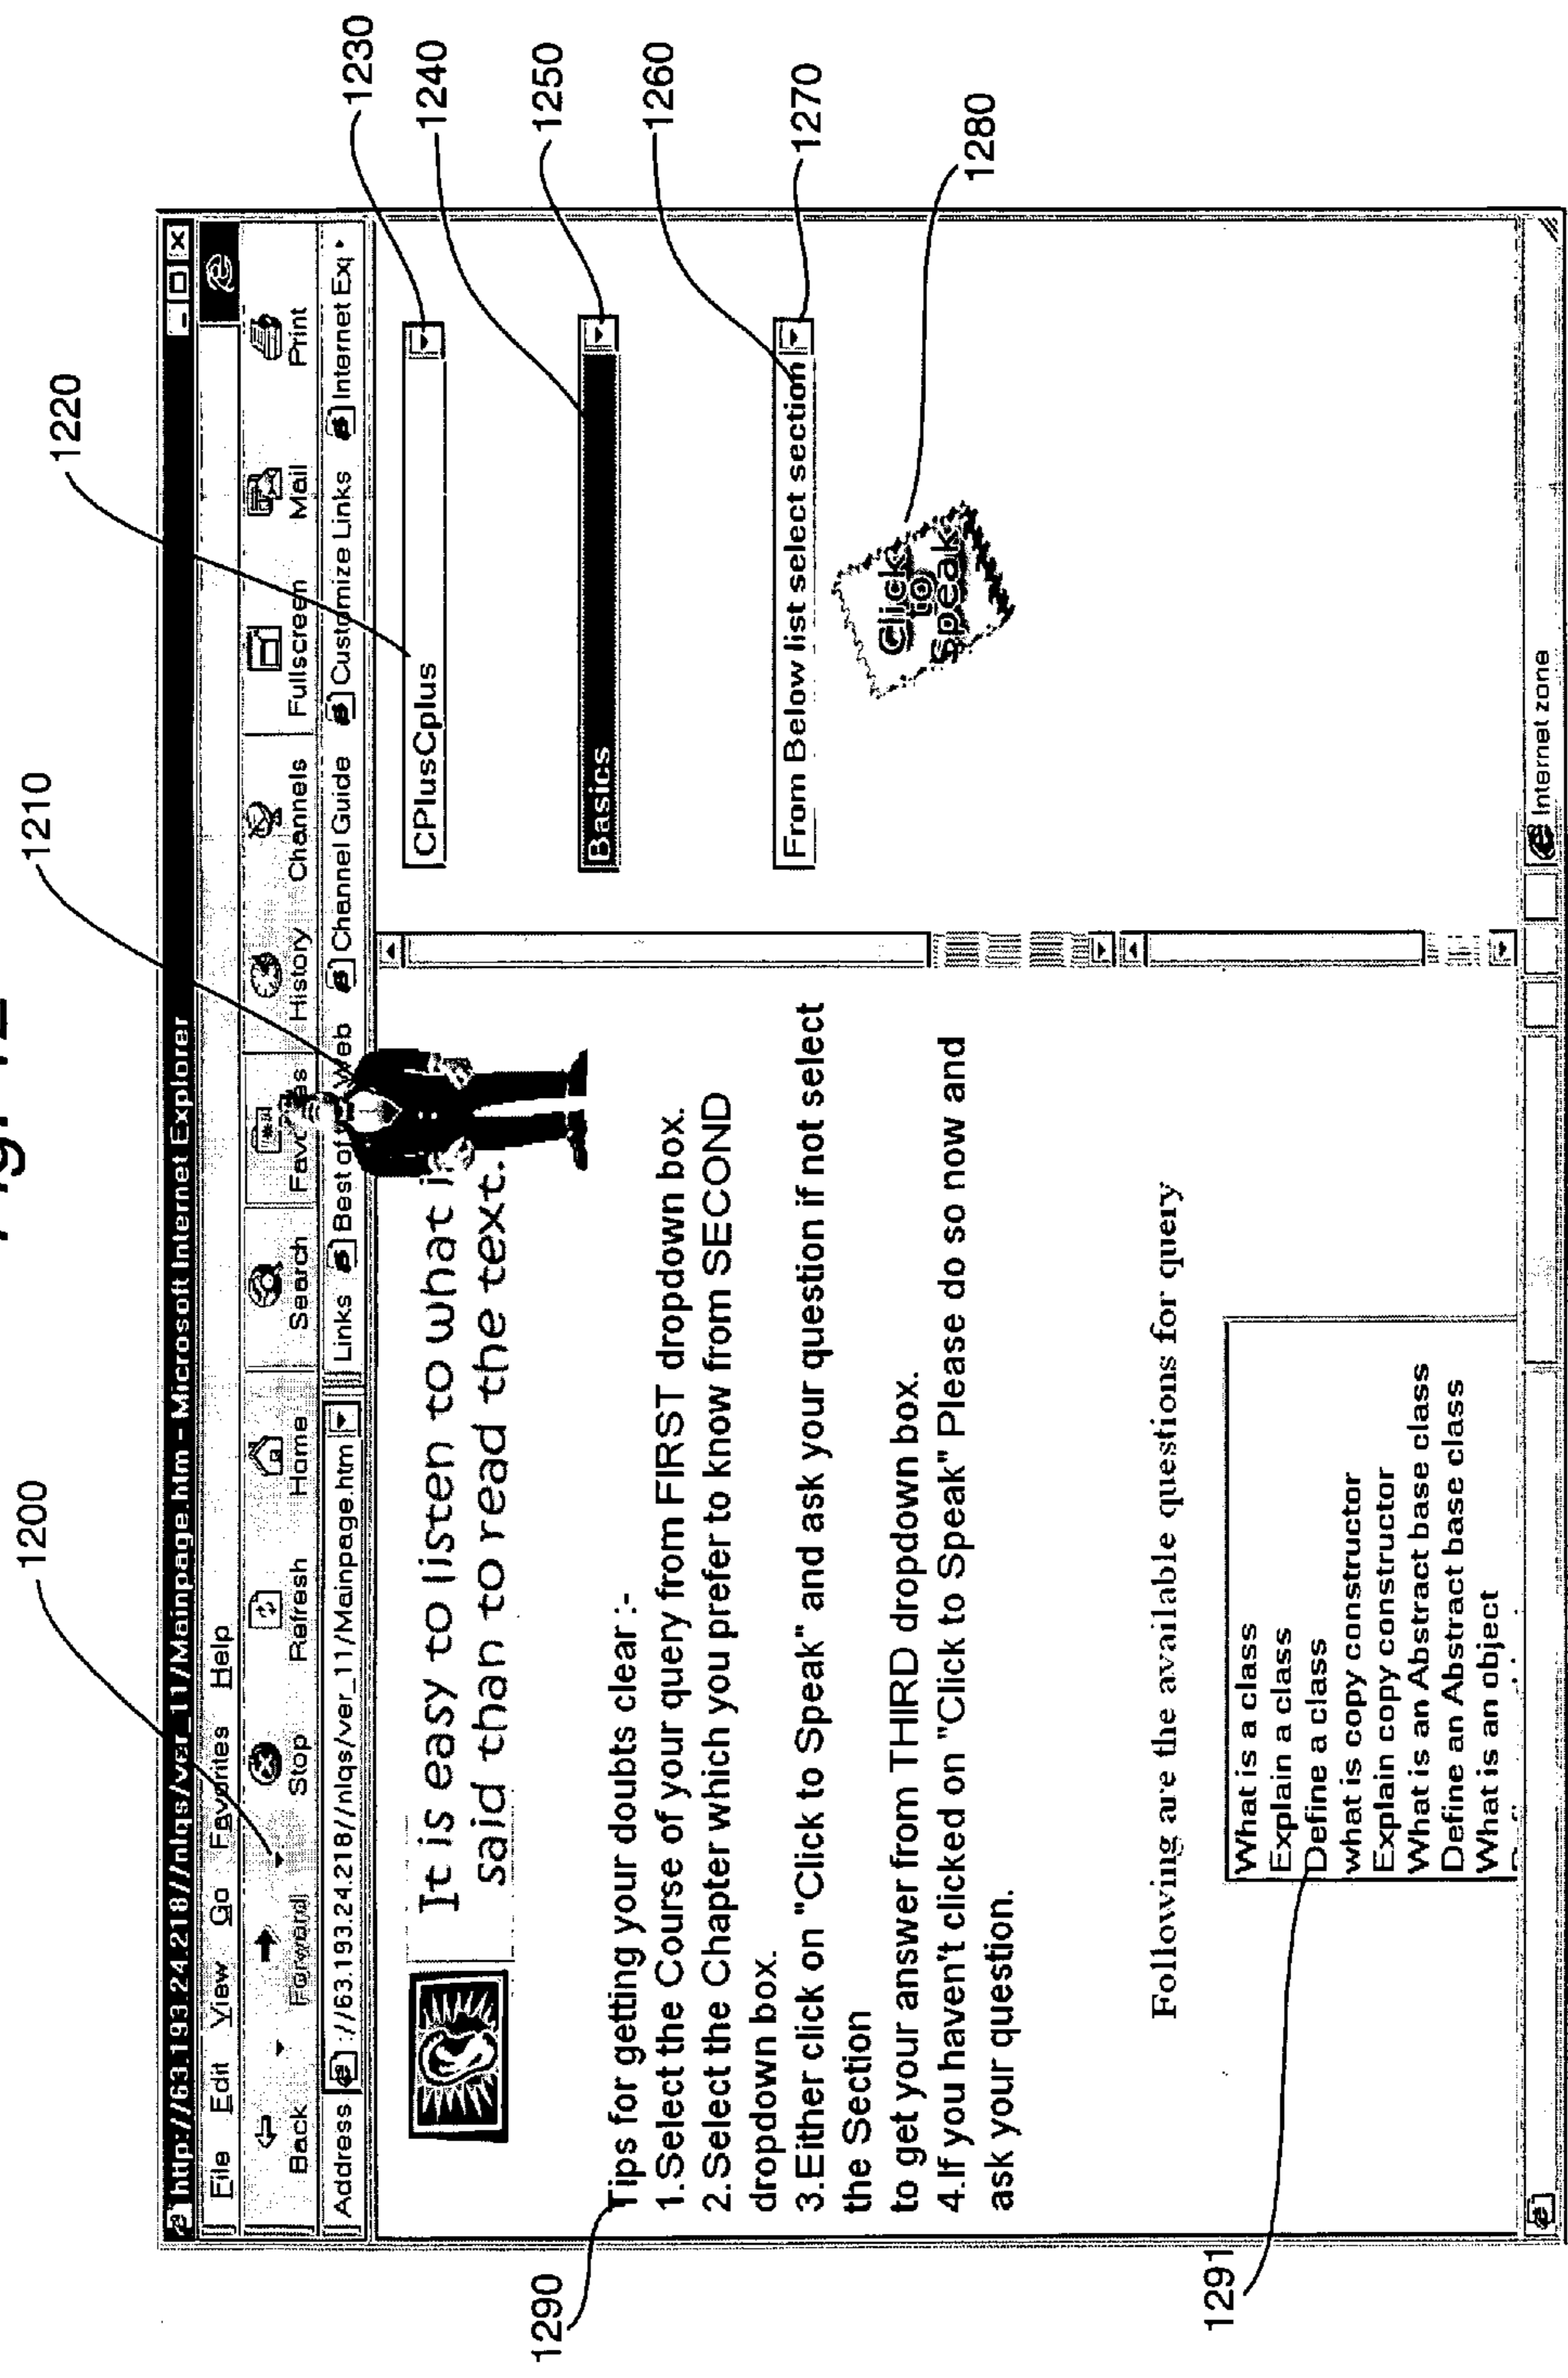 Fig. 12
1200
1210
1220
1230
1240
1250
1260
1270
1280
1290
1291
http://63.193.24.218//nlqs/ver_11/Mainpage.htm - Microsoft Internet Explorer
File Edit View Go Favorites Help
Back Forward Stop Refresh Home Search Favorites History Channels Fullscreen Mail Print
Address ://63.193.24.218//nlqs/ver_11/Mainpage.htm Links Best of the Web Channel Guide Customize Links Internet Exp
It is easy to listen to what i
said than to read the text.
CPlusCplus
Basics
From Below list select section
Click
to
Speak
Tips for getting your doubts clear :-
1.Select the Course of your query from FIRST dropdown box.
2.Select the Chapter which you prefer to know from SECOND
dropdown box.
3.Either click on "Click to Speak" and ask your question if not select
the Section
to get your answer from THIRD dropdown box.
4.If you haven't clicked on "Click to Speak" Please do so now and
ask your question.
Following are the available questions for query
What is a class
Explain a class
Define a class
what is copy constructor
Explain copy constructor
What is an Abstract base class
Define an Abstract base class
What is an object
Internet zone